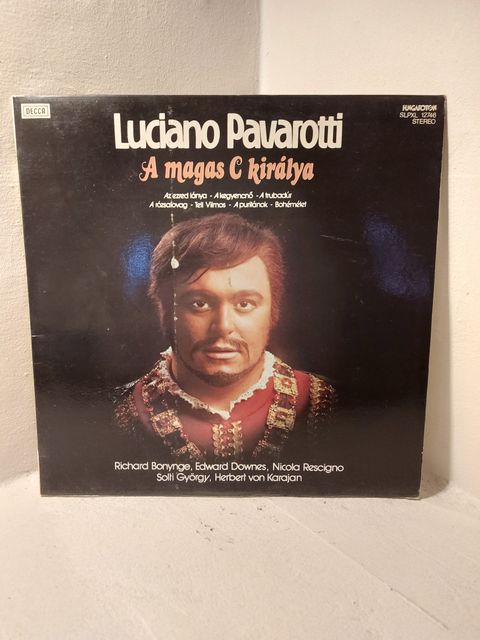 DECCA
HUNGAROTON
SLPXL 12746
STEREO
Luciano Pavarotti
A magas C királya
Az ezred lánya - A kegyencnő - A trubadúr
A rózsalovag - Tell Vilmos - A puritánok - Bohémélet
Richard Bonynge, Edward Downes, Nicola Rescigno
Solti György, Herbert von Karajan